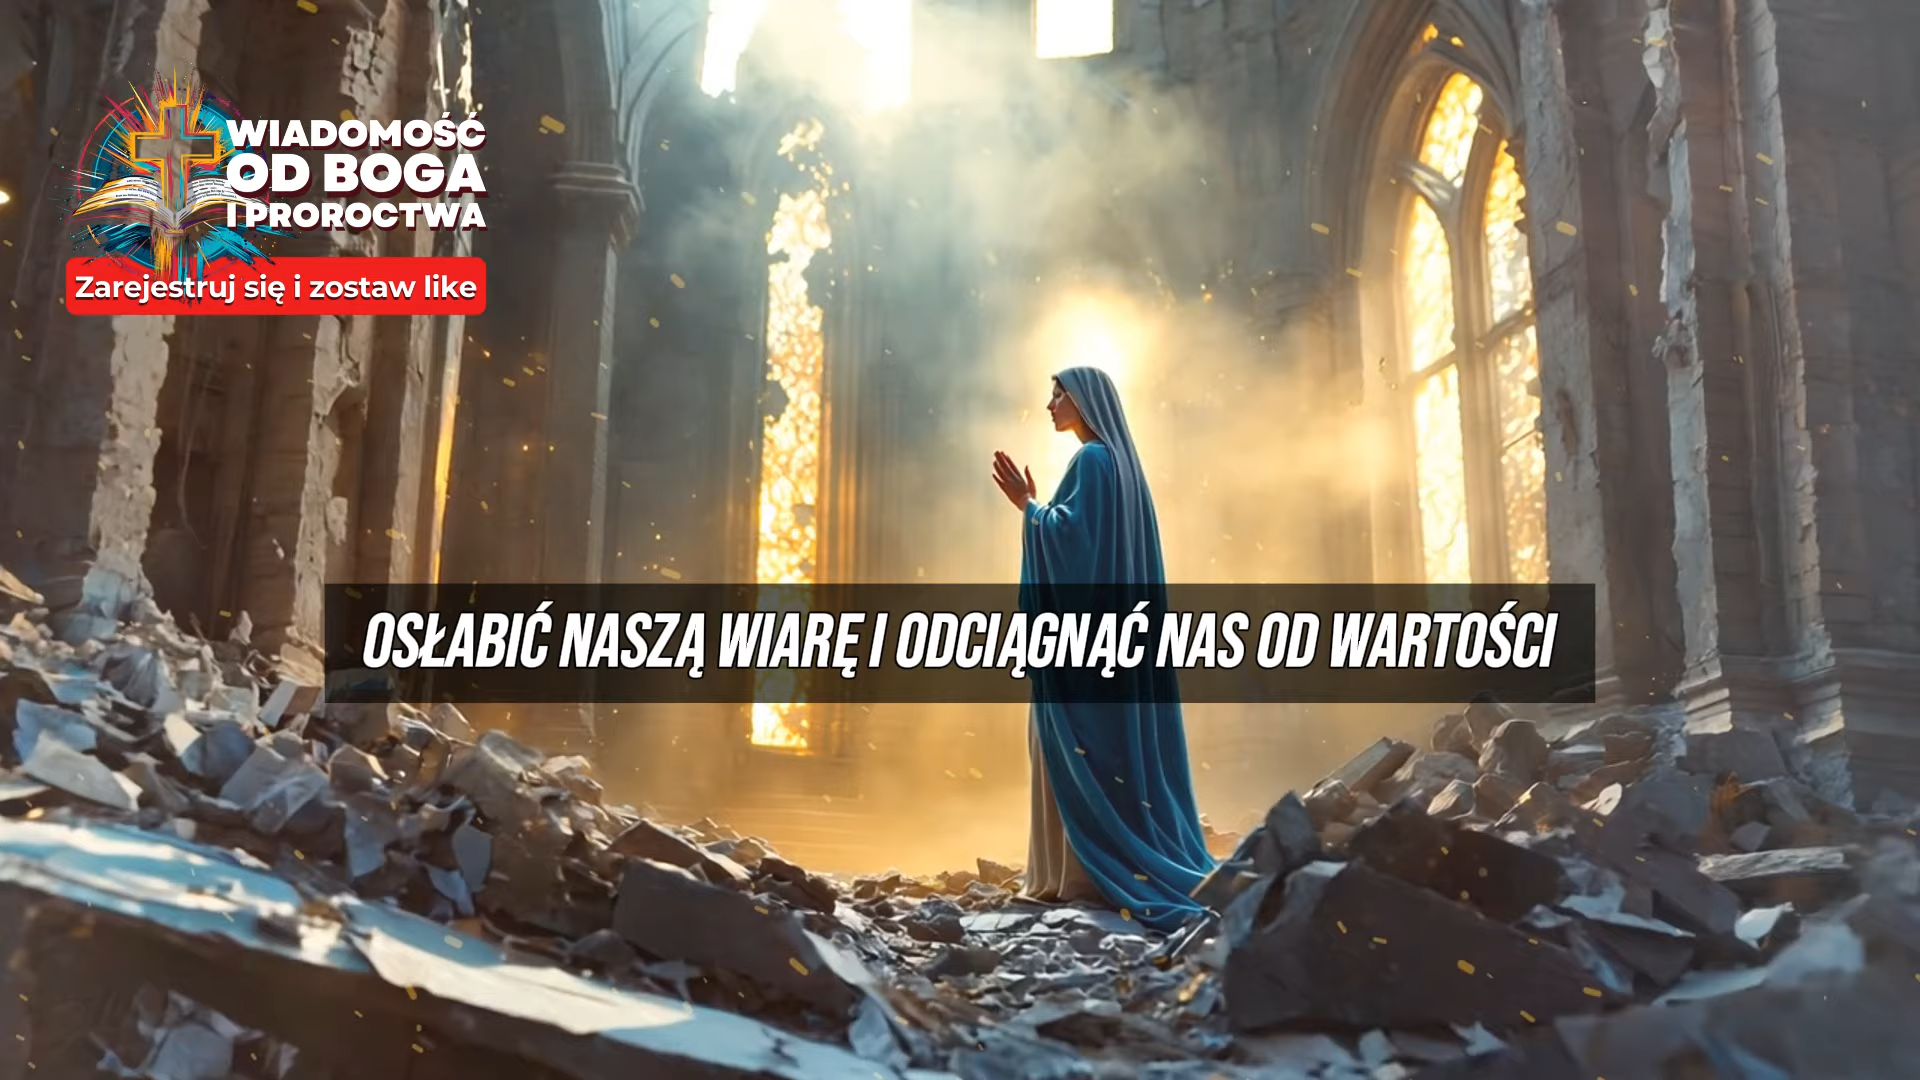 WIADOMOŚĆ
OD BOGA
I PROROCTWA
Zarejestruj się i zostaw like
OSŁABIĆ NASZĄ WIARĘ I ODCIĄGNĄĆ NAS OD WARTOŚCI